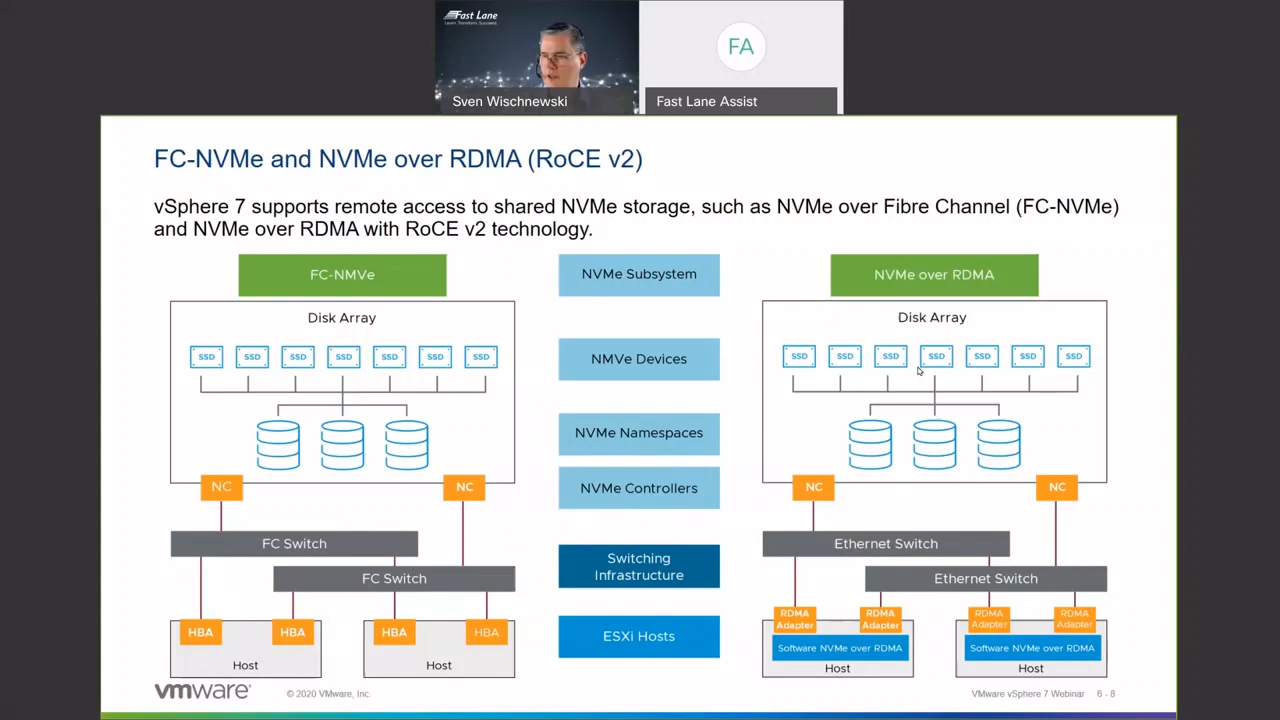 Fast Lane
Learn. Transform. Succeed.
FA
Sven Wischnewski
Fast Lane Assist
FC-NVMe and NVMe over RDMA (RoCE v2)
vSphere 7 supports remote access to shared NVMe storage, such as NVMe over Fibre Channel (FC-NVMe)
and NVMe over RDMA with RoCE v2 technology.
FC-NMVe
Disk Array
SSD SSD SSD SSD SSD SSD SSD
NC NC
FC Switch
FC Switch
HBA HBA HBA HBA
Host Host
NVMe Subsystem
NMVe Devices
NVMe Namespaces
NVMe Controllers
Switching
Infrastructure
ESXi Hosts
NVMe over RDMA
Disk Array
SSD SSD SSD SSD SSD SSD SSD
NC NC
Ethernet Switch
Ethernet Switch
RDMA RDMA RDMA RDMA
Adapter Adapter Adapter Adapter
Software NVMe over RDMA Software NVMe over RDMA
Host Host
vmware®
© 2020 VMware, Inc.
VMware vSphere 7 Webinar 6 - 8